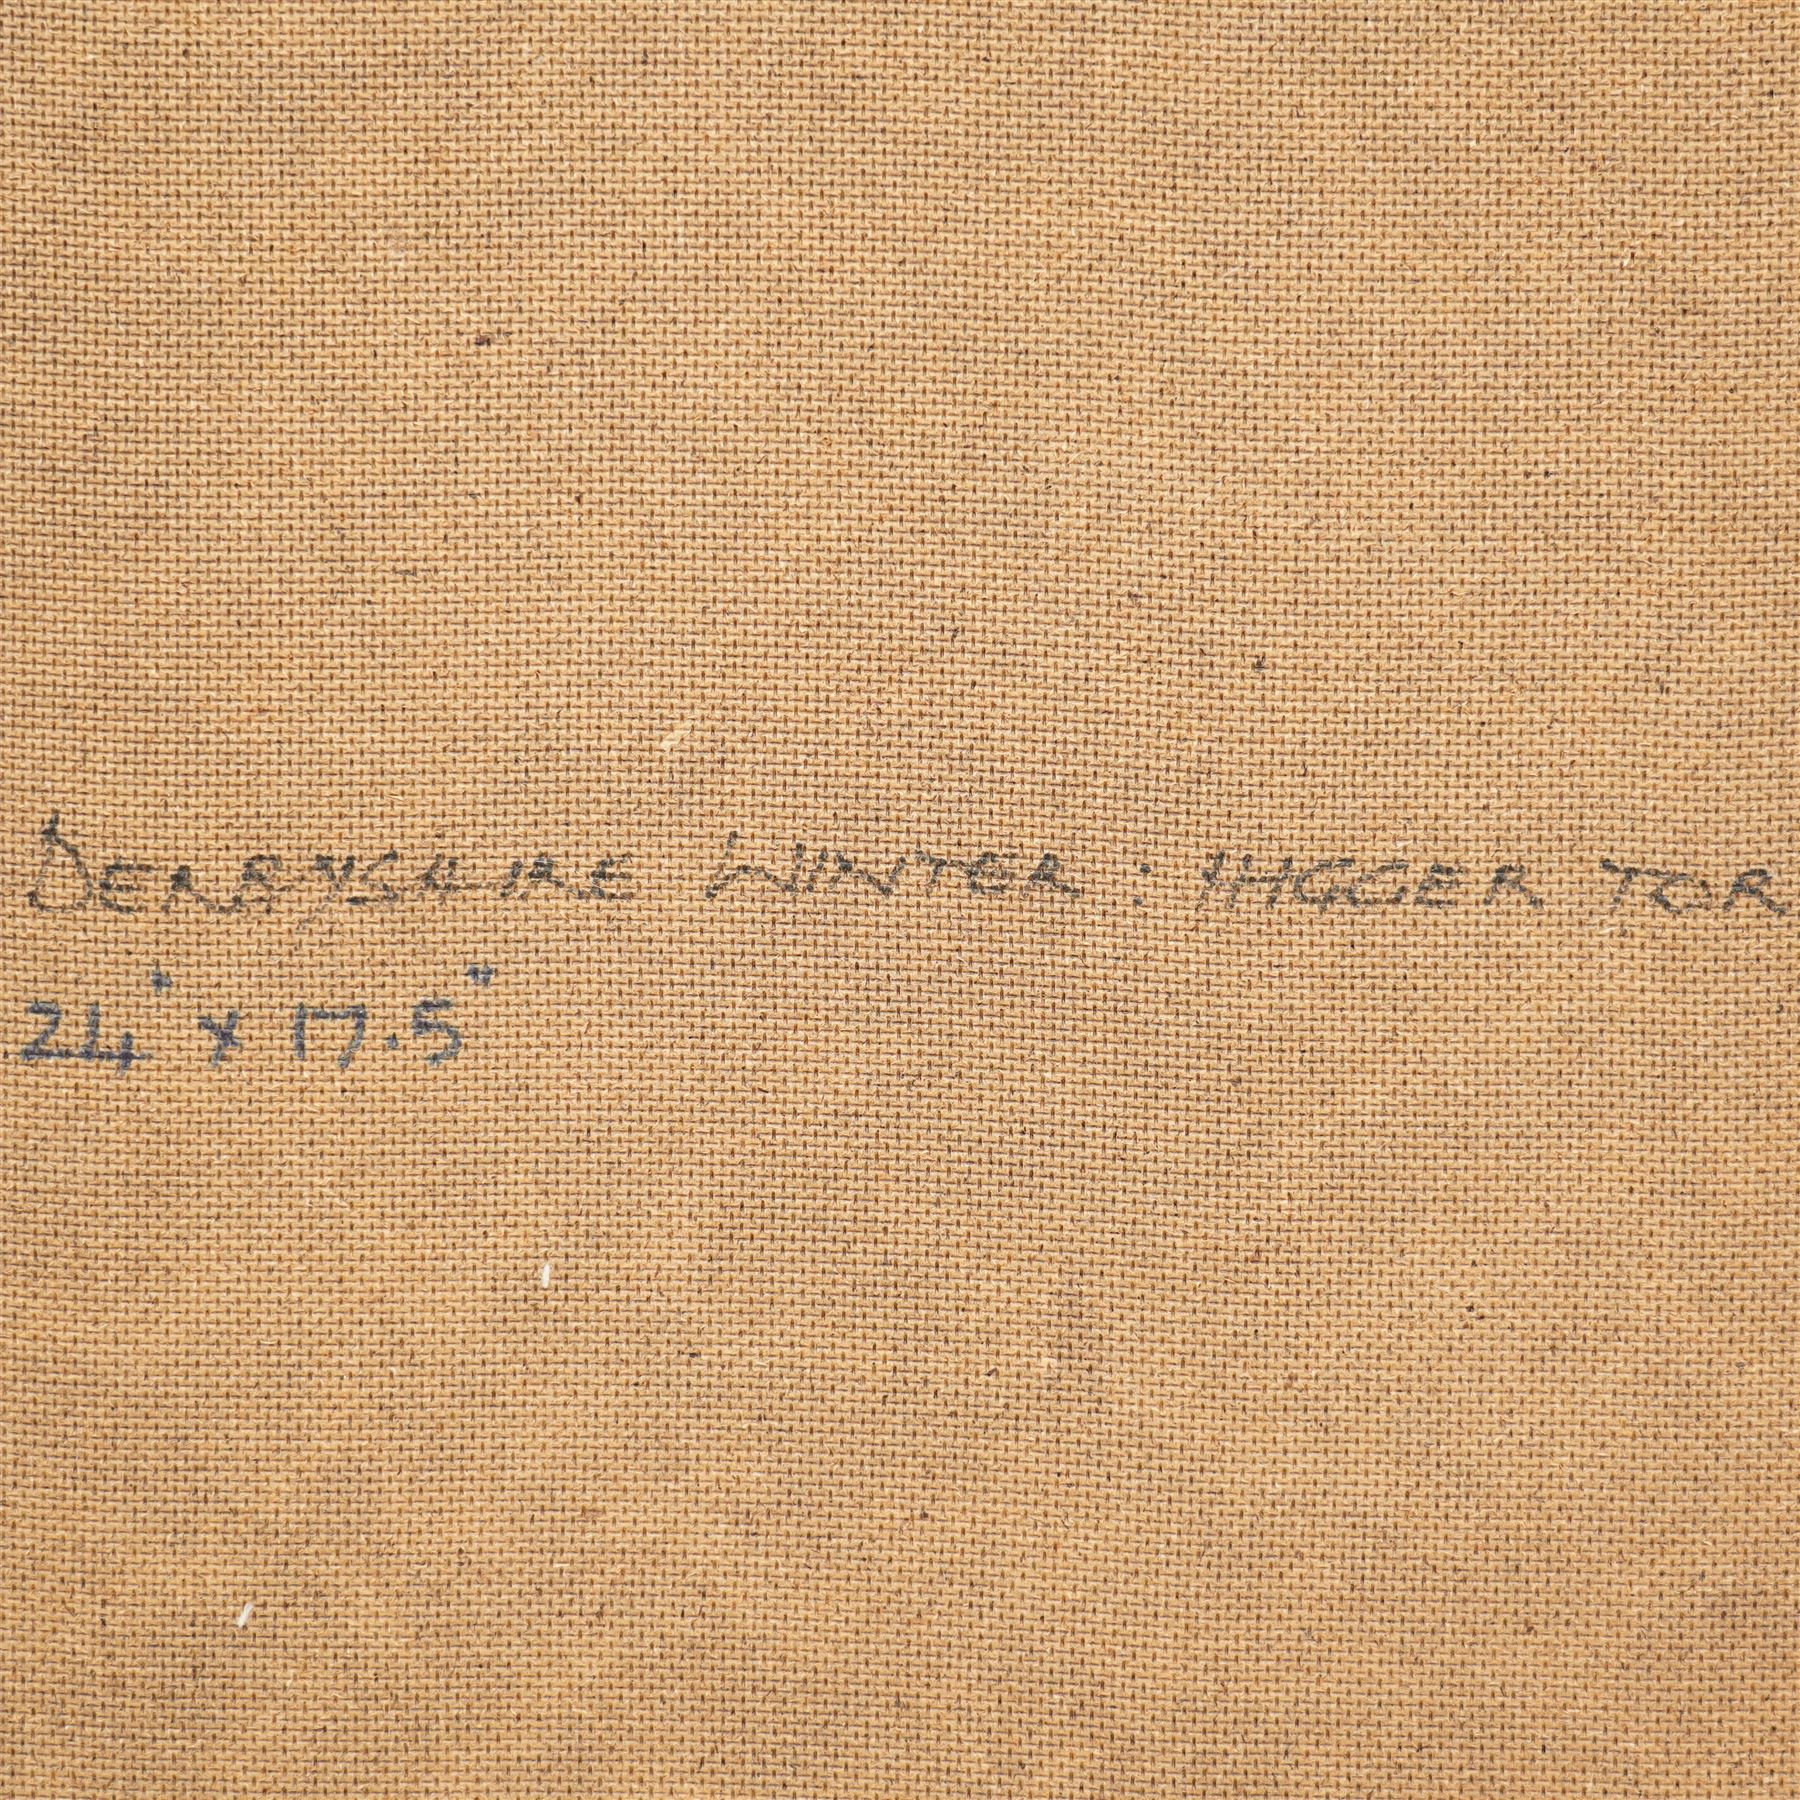 DERBYSHIRE WINTER : HIGGER TOR
24" x 17.5"